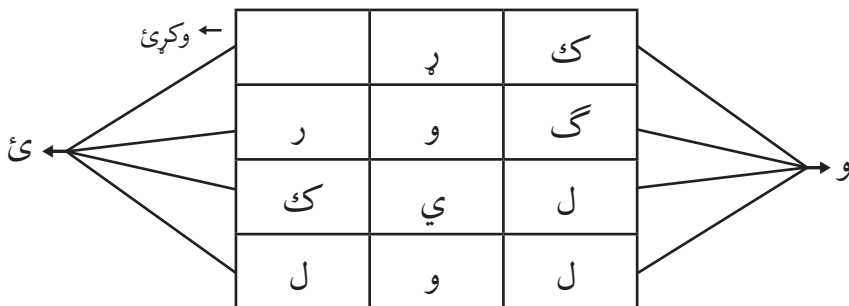 وکړئ
ک ړ
گ و ر
ئ و
ل ي ک
ل و ل